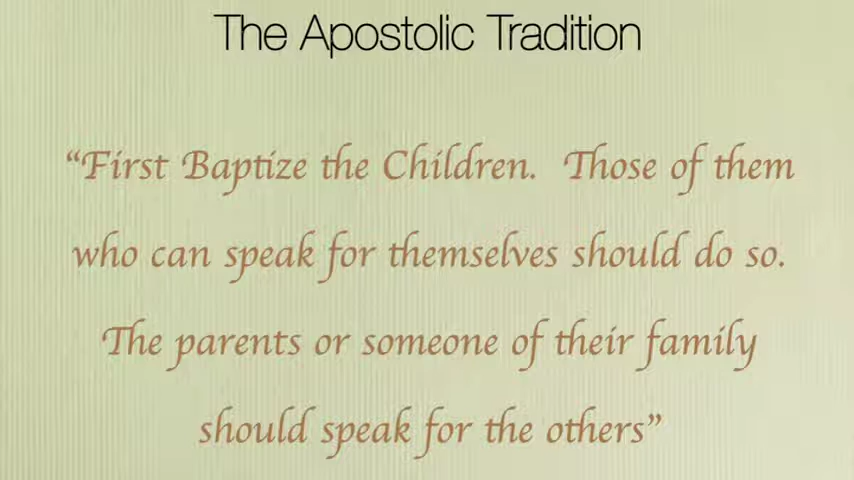 The Apostolic Tradition
“First Baptize the Children. Those of them
who can speak for themselves should do so.
The parents or someone of their family
should speak for the others”